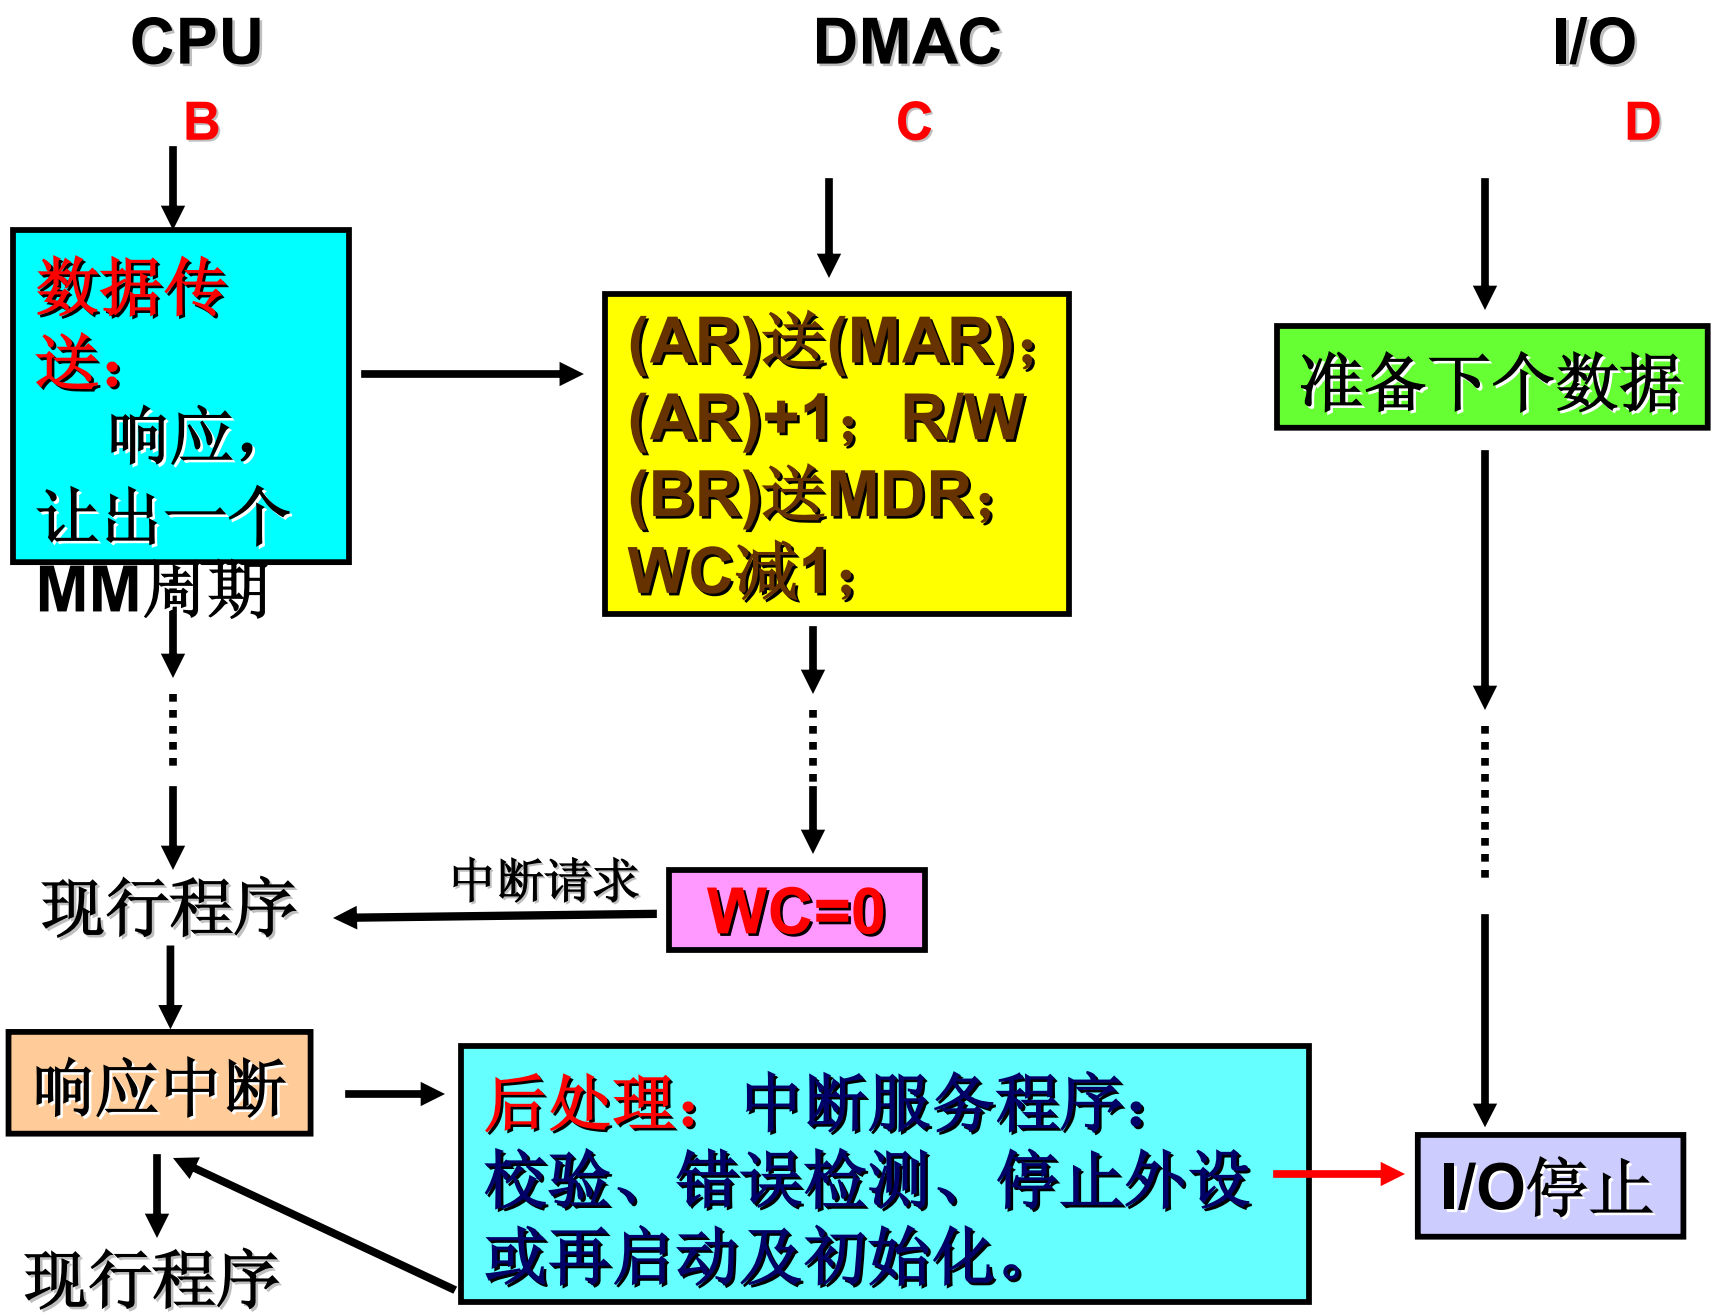 CPU
DMAC
I/O
B
C
D
数据传
送：
响应，
让出一个
MM周期
(AR)送(MAR)；
(AR)+1；R/W
(BR)送MDR；
WC减1；
准备下个数据
现行程序
中断请求
WC=0
响应中断
后处理：中断服务程序：
校验、错误检测、停止外设
或再启动及初始化。
I/O停止
现行程序